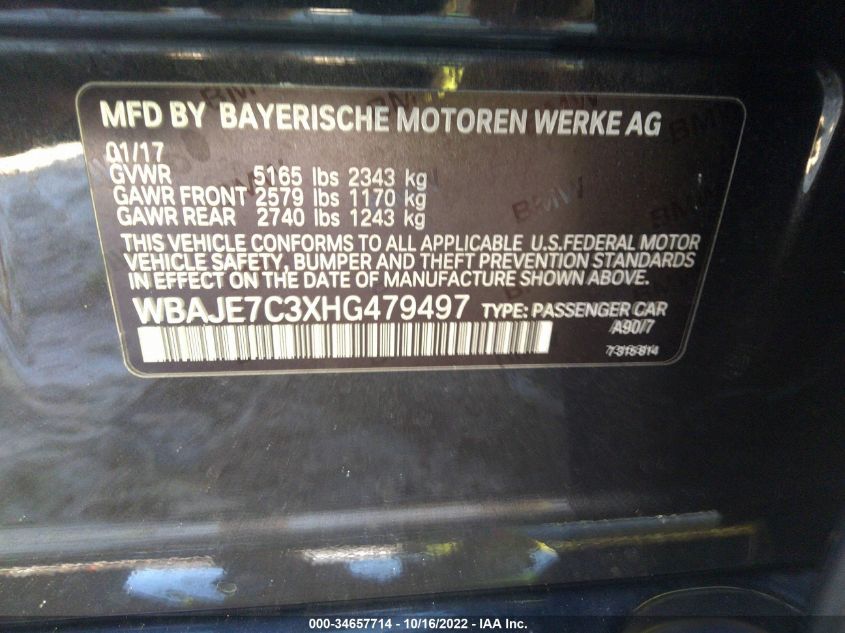 MFD BY BAYERISCHE MOTOREN WERKE AG
01/17
GVWR 5165 lbs 2343 kg
GAWR FRONT 2579 lbs 1170 kg
GAWR REAR 2740 lbs 1243 kg
THIS VEHICLE CONFORMS TO ALL APPLICABLE U.S.FEDERAL MOTOR
VEHICLE SAFETY, BUMPER AND THEFT PREVENTION STANDARDS
IN EFFECT ON THE DATE OF MANUFACTURE SHOWN ABOVE.
WBAJE7C3XHG479497 TYPE: PASSENGER CAR
A90/7
000-34657714 - 10/16/2022 - IAA Inc.